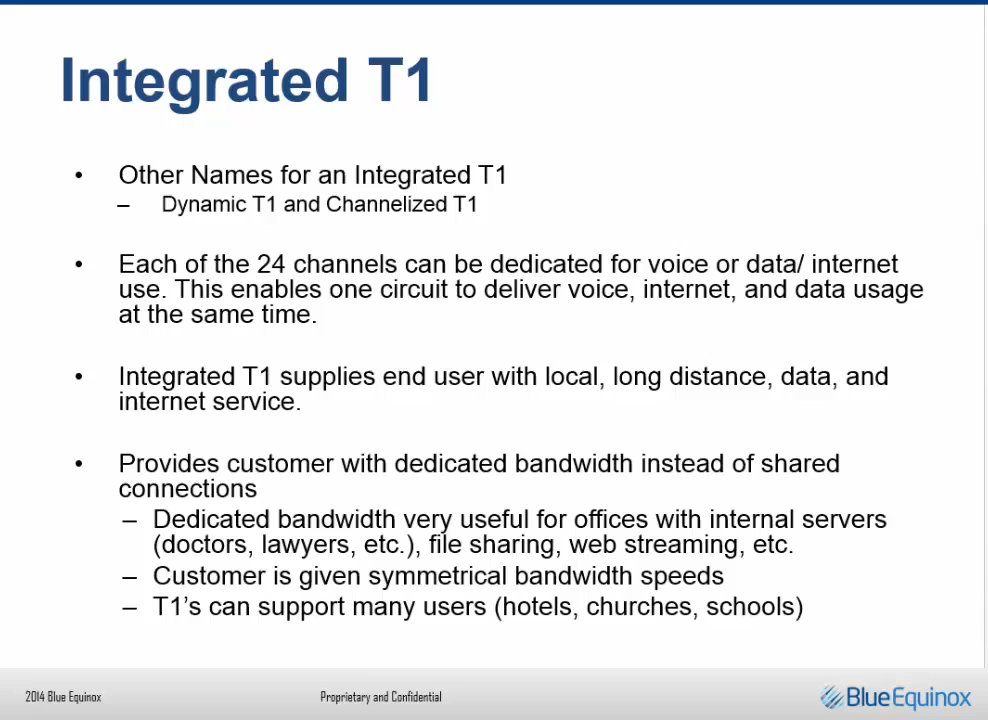 Integrated T1
• Other Names for an Integrated T1
– Dynamic T1 and Channelized T1
• Each of the 24 channels can be dedicated for voice or data/ internet
use. This enables one circuit to deliver voice, internet, and data usage
at the same time.
• Integrated T1 supplies end user with local, long distance, data, and
internet service.
• Provides customer with dedicated bandwidth instead of shared
connections
– Dedicated bandwidth very useful for offices with internal servers
(doctors, lawyers, etc.), file sharing, web streaming, etc.
– Customer is given symmetrical bandwidth speeds
– T1’s can support many users (hotels, churches, schools)
2014 Blue Equinox Proprietary and Confidential BlueEquinox